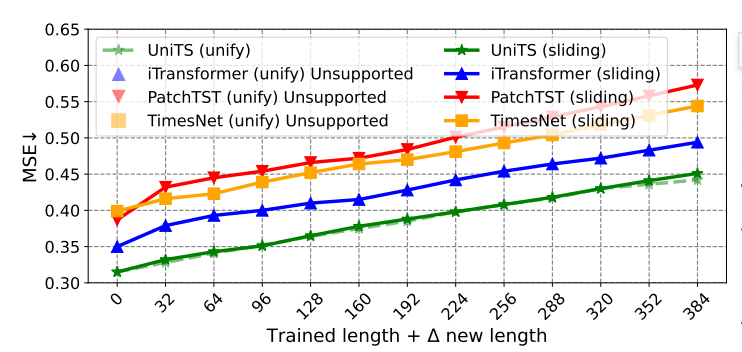 0.65
0.60
0.55
0.50
0.45
0.40
0.35
0.30
MSE↓
UniTS (unify)
iTransformer (unify) Unsupported
PatchTST (unify) Unsupported
TimesNet (unify) Unsupported
UniTS (sliding)
iTransformer (sliding)
PatchTST (sliding)
TimesNet (sliding)
0 32 64 96 128 160 192 224 256 288 320 352 384
Trained length + Δ new length